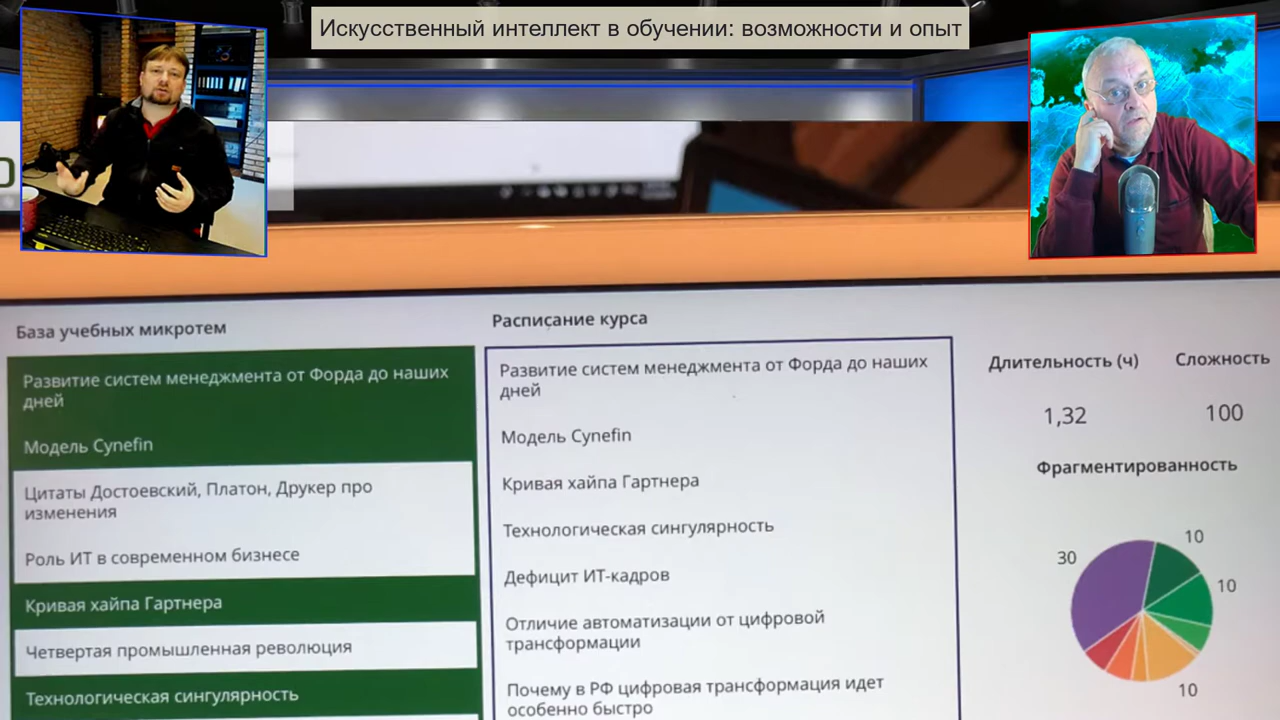 Искусственный интеллект в обучении: возможности и опыт
База учебных микротем
Развитие систем менеджмента от Форда до наших
дней
Модель Cynefin
Цитаты Достоевский, Платон, Друкер про
изменения
Роль ИТ в современном бизнесе
Кривая хайпа Гартнера
Четвертая промышленная революция
Технологическая сингулярность
Расписание курса
Развитие систем менеджмента от Форда до наших
дней
Модель Cynefin
Кривая хайпа Гартнера
Технологическая сингулярность
Дефицит ИТ-кадров
Отличие автоматизации от цифровой
трансформации
Почему в РФ цифровая трансформация идет
особенно быстро
Длительность (ч)
Сложность
1,32
100
Фрагментированность
10
30
10
10